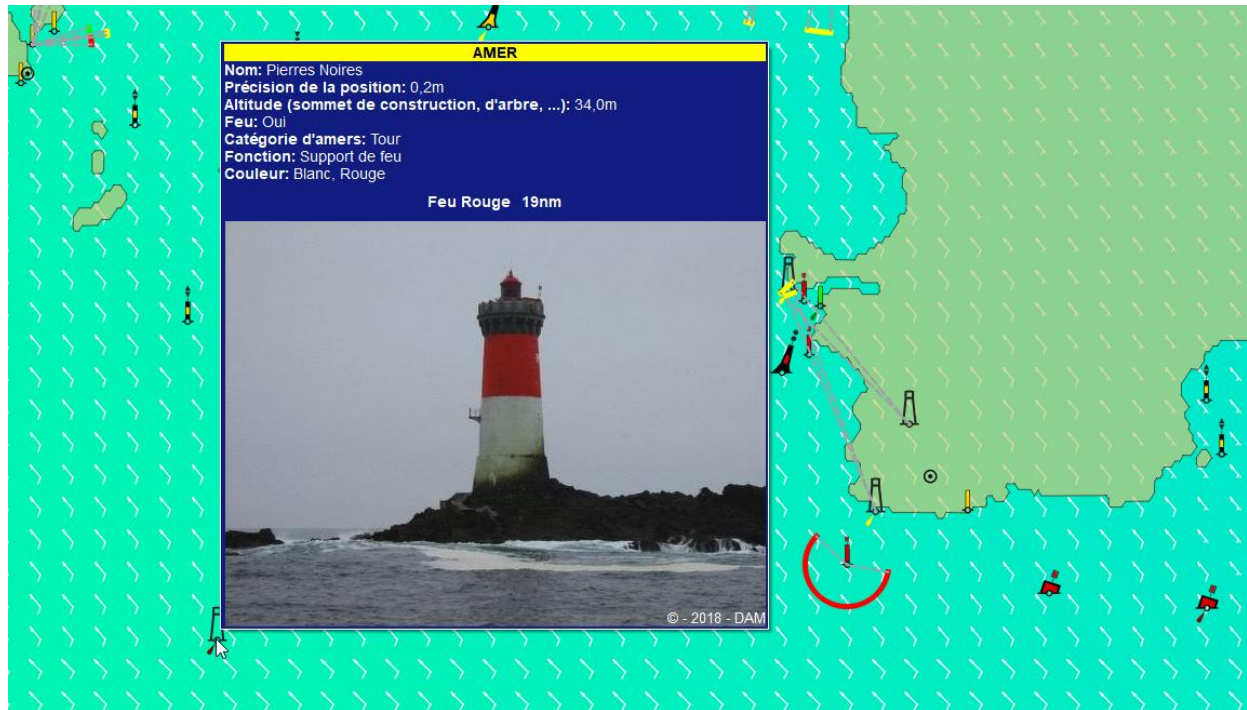 AMER
Nom: Pierres Noires
Précision de la position: 0,2m
Altitude (sommet de construction, d'arbre, ...): 34,0m
Feu: Oui
Catégorie d'amers: Tour
Fonction: Support de feu
Couleur: Blanc, Rouge
Feu Rouge 19nm
© - 2018 - DAM